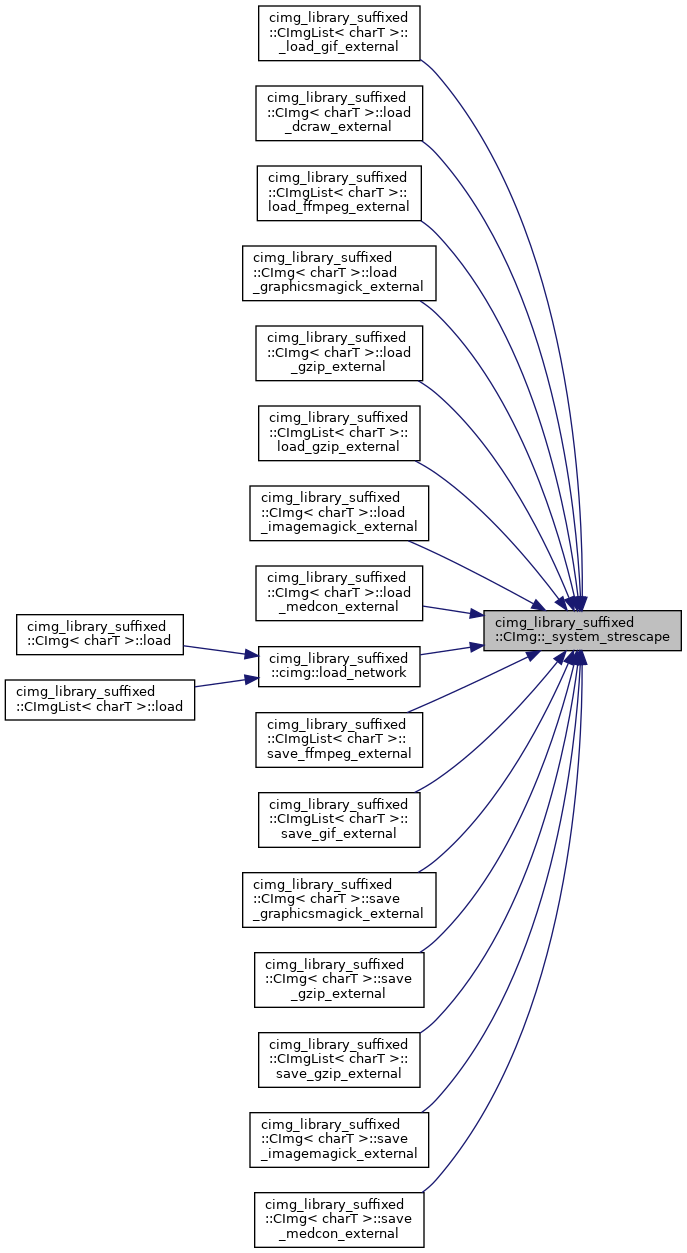 cimg_library_suffixed
::CImgList< charT >::
_load_gif_external
cimg_library_suffixed
::CImg< charT >::load
_dcraw_external
cimg_library_suffixed
::CImgList< charT >::
load_ffmpeg_external
cimg_library_suffixed
::CImg< charT >::load
_graphicsmagick_external
cimg_library_suffixed
::CImg< charT >::load
_gzip_external
cimg_library_suffixed
::CImgList< charT >::
load_gzip_external
cimg_library_suffixed
::CImg< charT >::load
_imagemagick_external
cimg_library_suffixed
::CImg< charT >::load
_medcon_external
cimg_library_suffixed
::CImg::_system_strescape
cimg_library_suffixed
::CImg< charT >::load
cimg_library_suffixed
::cimg::load_network
cimg_library_suffixed
::CImgList< charT >::load
cimg_library_suffixed
::CImgList< charT >::
save_ffmpeg_external
cimg_library_suffixed
::CImgList< charT >::
save_gif_external
cimg_library_suffixed
::CImg< charT >::save
_graphicsmagick_external
cimg_library_suffixed
::CImg< charT >::save
_gzip_external
cimg_library_suffixed
::CImgList< charT >::
save_gzip_external
cimg_library_suffixed
::CImg< charT >::save
_imagemagick_external
cimg_library_suffixed
::CImg< charT >::save
_medcon_external